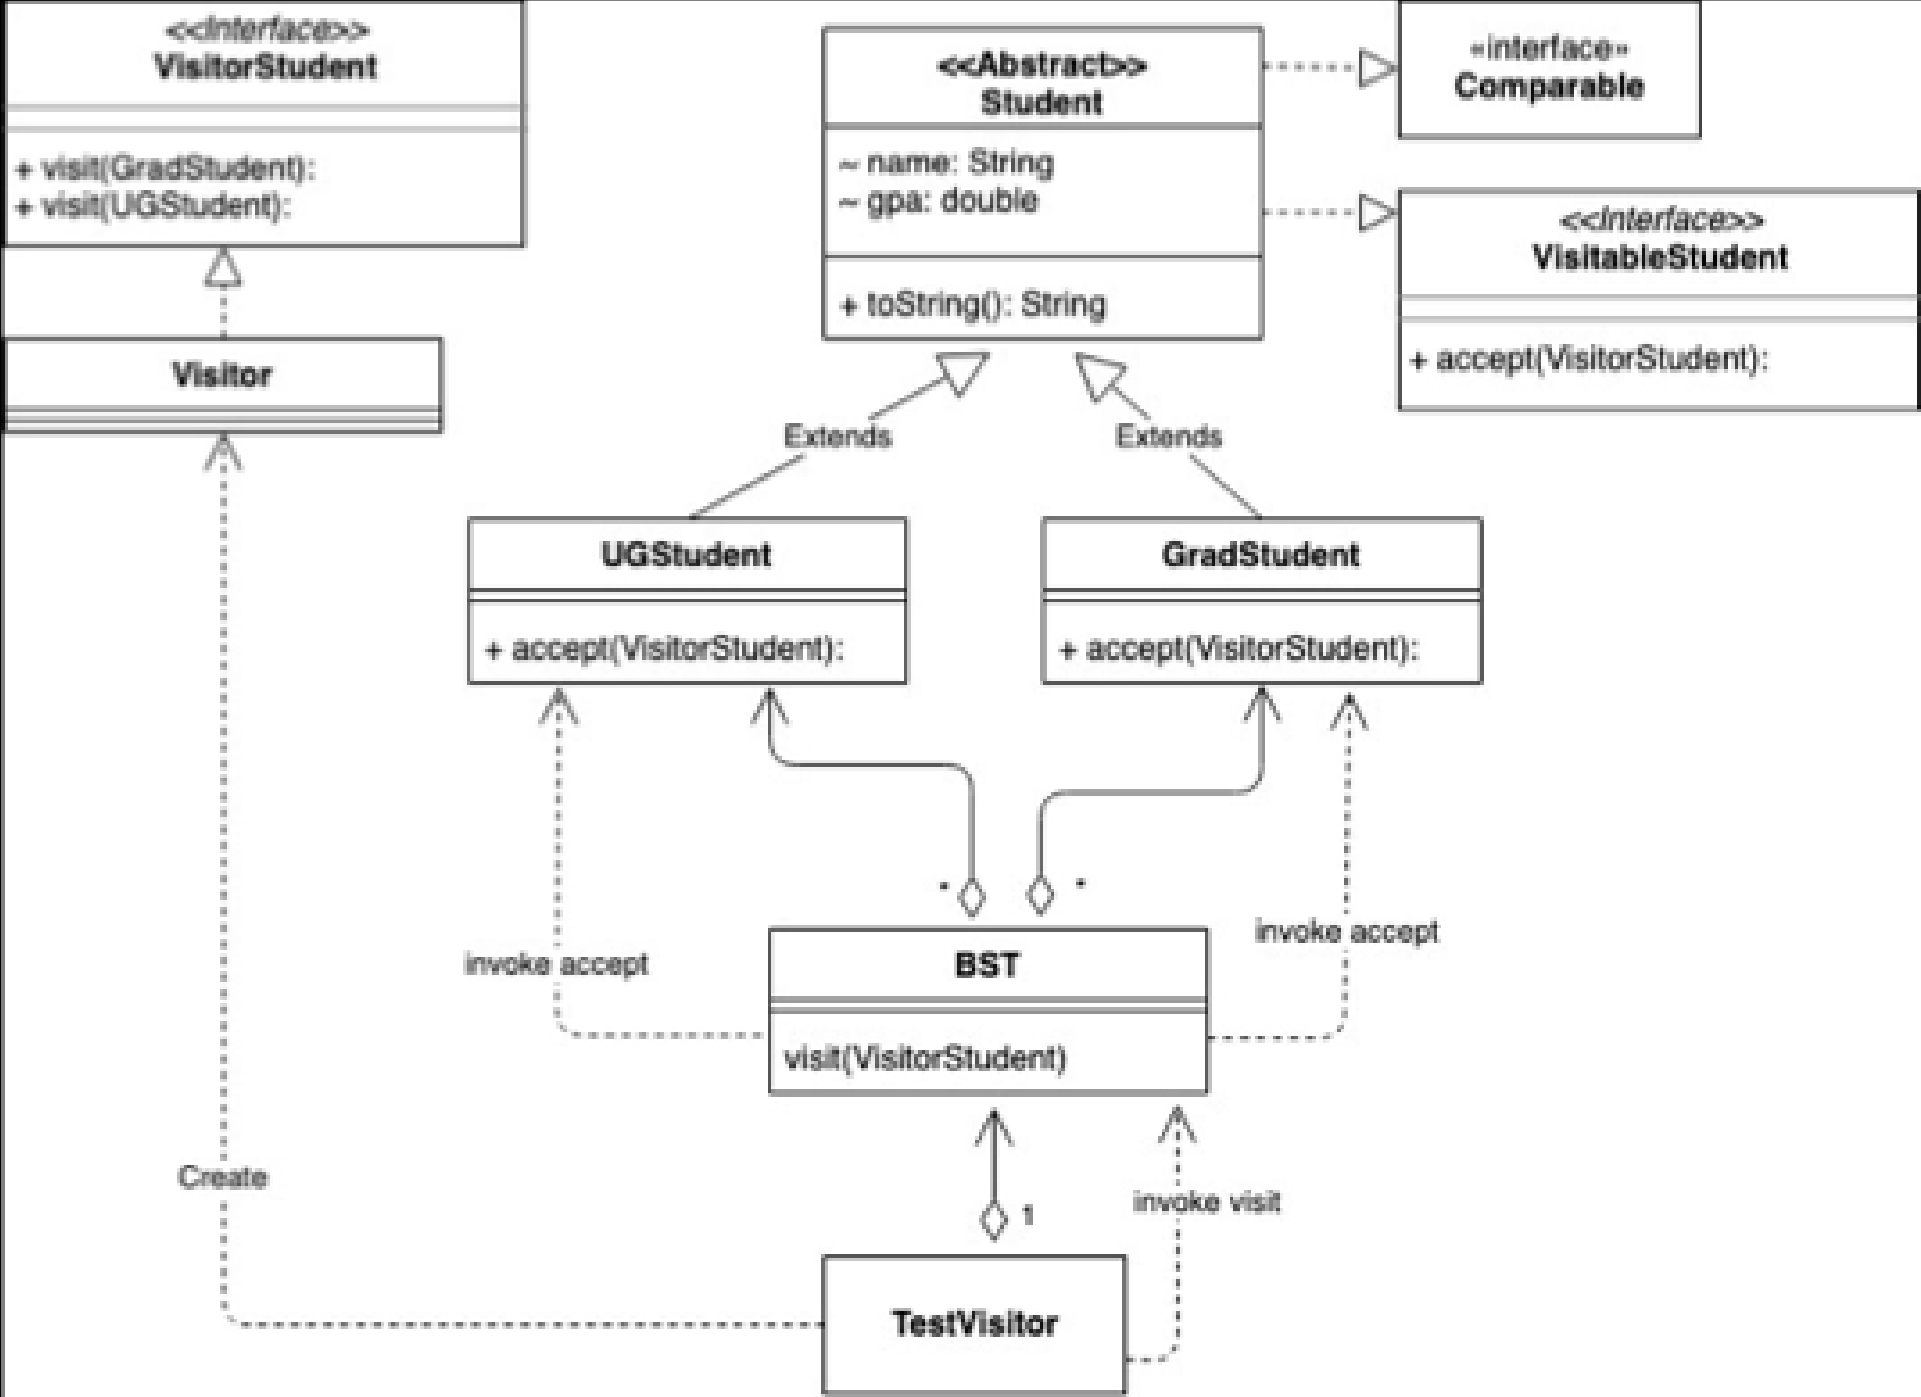 <<Interface>>
VisitorStudent
+ visit(GradStudent):
+ visit(UGStudent):
Visitor
<<Abstract>>
Student
~ name: String
~ gpa: double
+ toString(): String
«interface»
Comparable
<<Interface>>
VisitableStudent
+ accept(VisitorStudent):
Extends
Extends
UGStudent
+ accept(VisitorStudent):
GradStudent
+ accept(VisitorStudent):
* *
invoke accept
invoke accept
BST
visit(VisitorStudent)
Create
1
invoke visit
TestVisitor